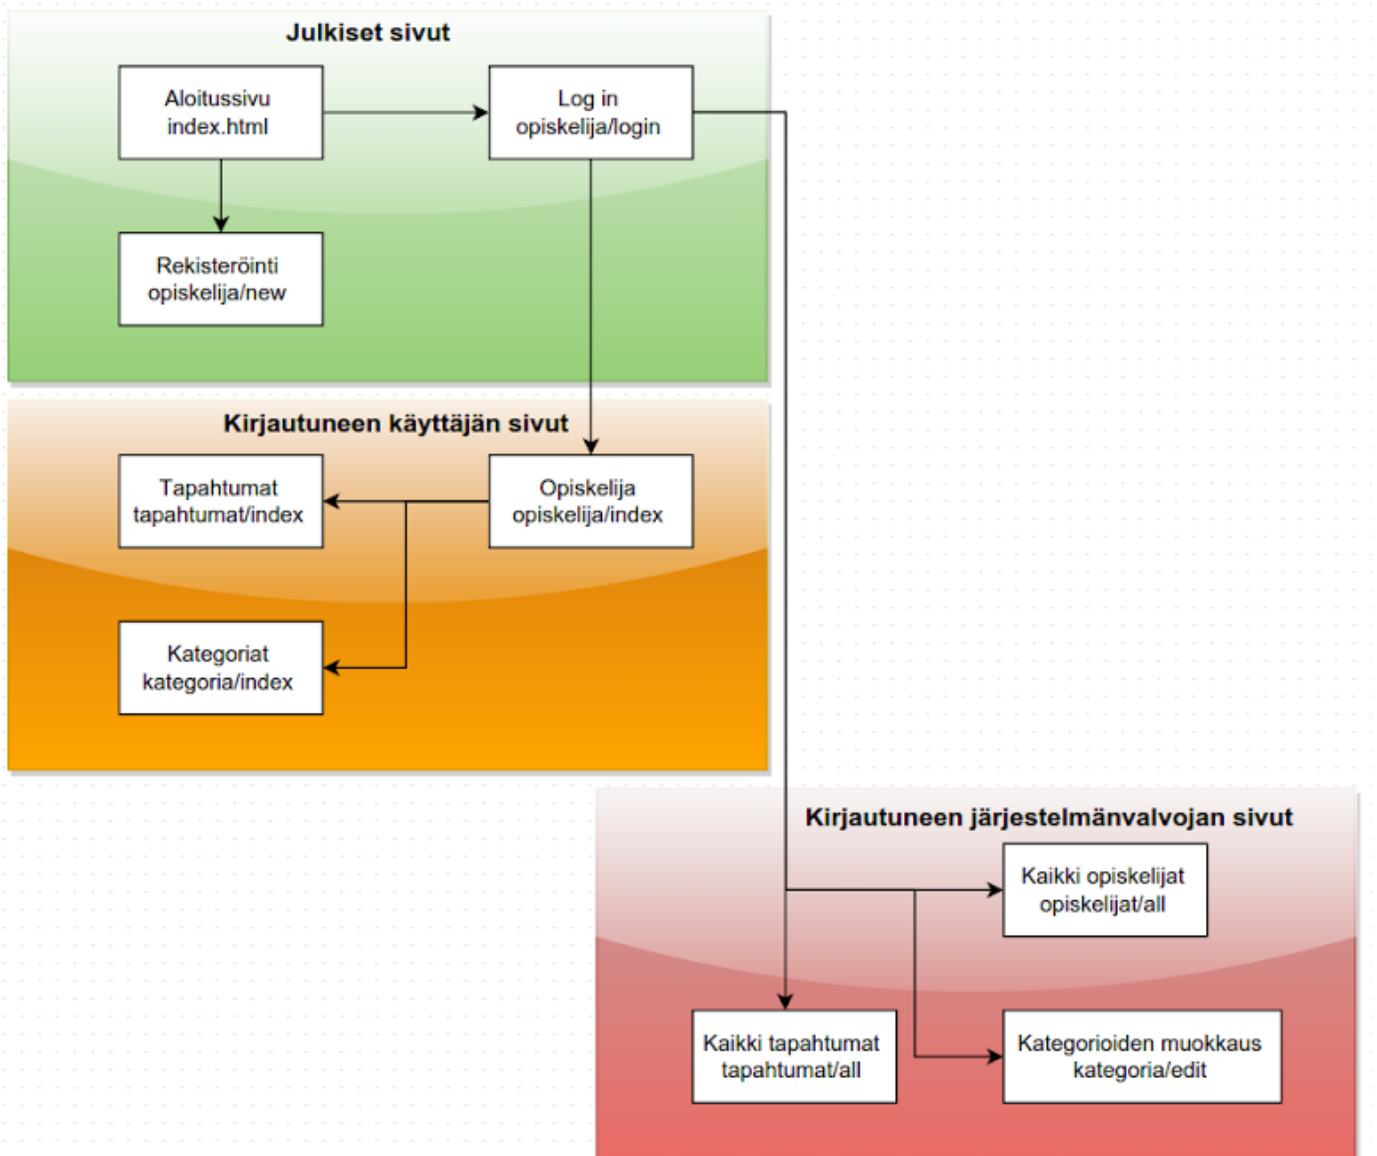 Julkiset sivut
Aloitussivu
index.html
Log in
opiskelija/login
Rekisteröinti
opiskelija/new
Kirjautuneen käyttäjän sivut
Tapahtumat
tapahtumat/index
Opiskelija
opiskelija/index
Kategoriat
kategoria/index
Kirjautuneen järjestelmänvalvojan sivut
Kaikki opiskelijat
opiskelijat/all
Kaikki tapahtumat
tapahtumat/all
Kategorioiden muokkaus
kategoria/edit